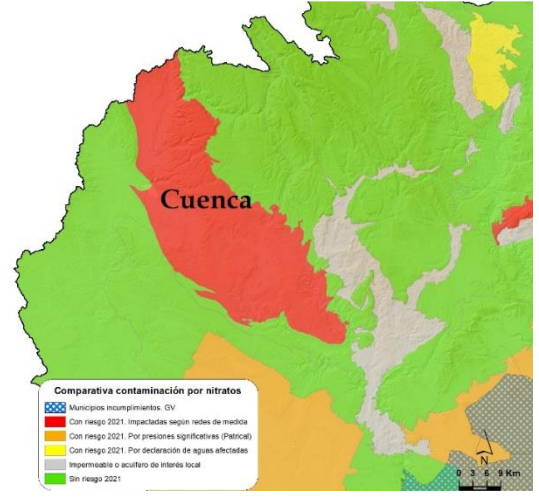 Cuenca
Comparativa contaminación por nitratos
Municipios incumplimientos. GV
Con riesgo 2021. Impactadas según redes de medida
Con riesgo 2021. Por presiones significativas (Patrical)
Con riesgo 2021. Por declaración de aguas afectadas
Impermeable o acuífero de interés local
Sin riesgo 2021
N
0 3 6 9 Km